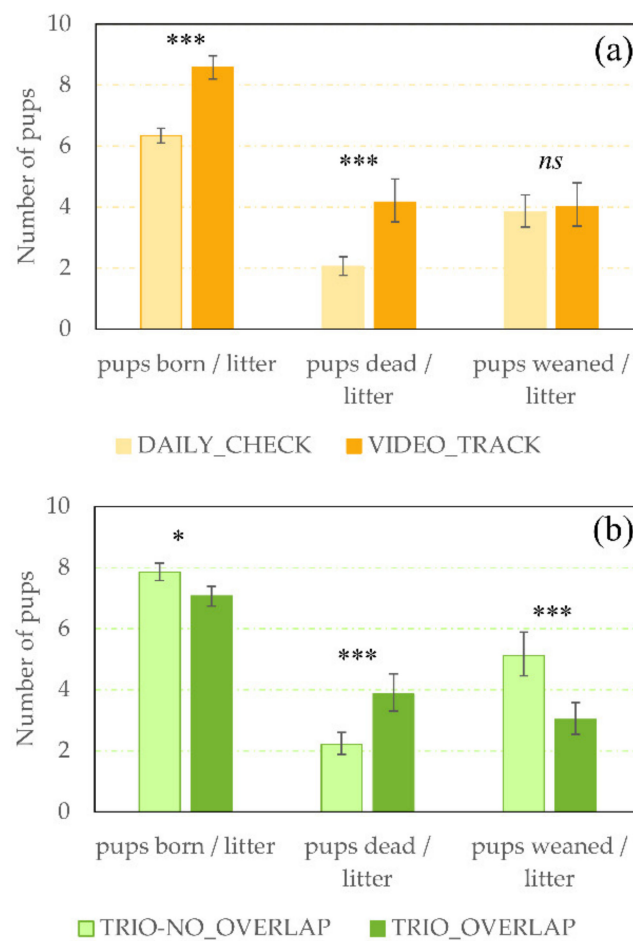 (a)
Number of pups
10
8
6
4
2
0
***
***
ns
pups born / litter
pups dead /
litter
pups weaned /
litter
DAILY_CHECK
VIDEO_TRACK
(b)
Number of pups
10
8
6
4
2
0
*
***
***
pups born / litter
pups dead /
litter
pups weaned /
litter
TRIO-NO_OVERLAP
TRIO_OVERLAP